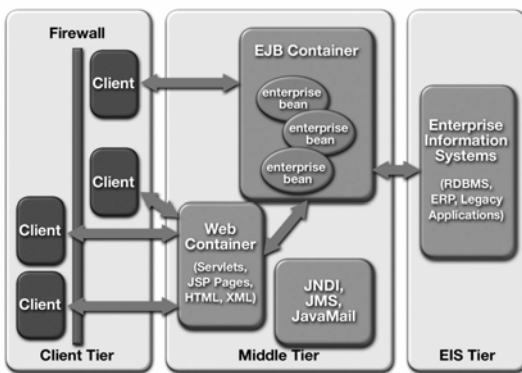 Firewall
Client
Client
Client
Client
Client Tier
EJB Container
enterprise
bean
enterprise
bean
enterprise
bean
Web
Container
(Servlets,
JSP Pages,
HTML, XML)
JNDI,
JMS,
JavaMail
Middle Tier
Enterprise
Information
Systems
(RDBMS,
ERP, Legacy
Applications)
EIS Tier